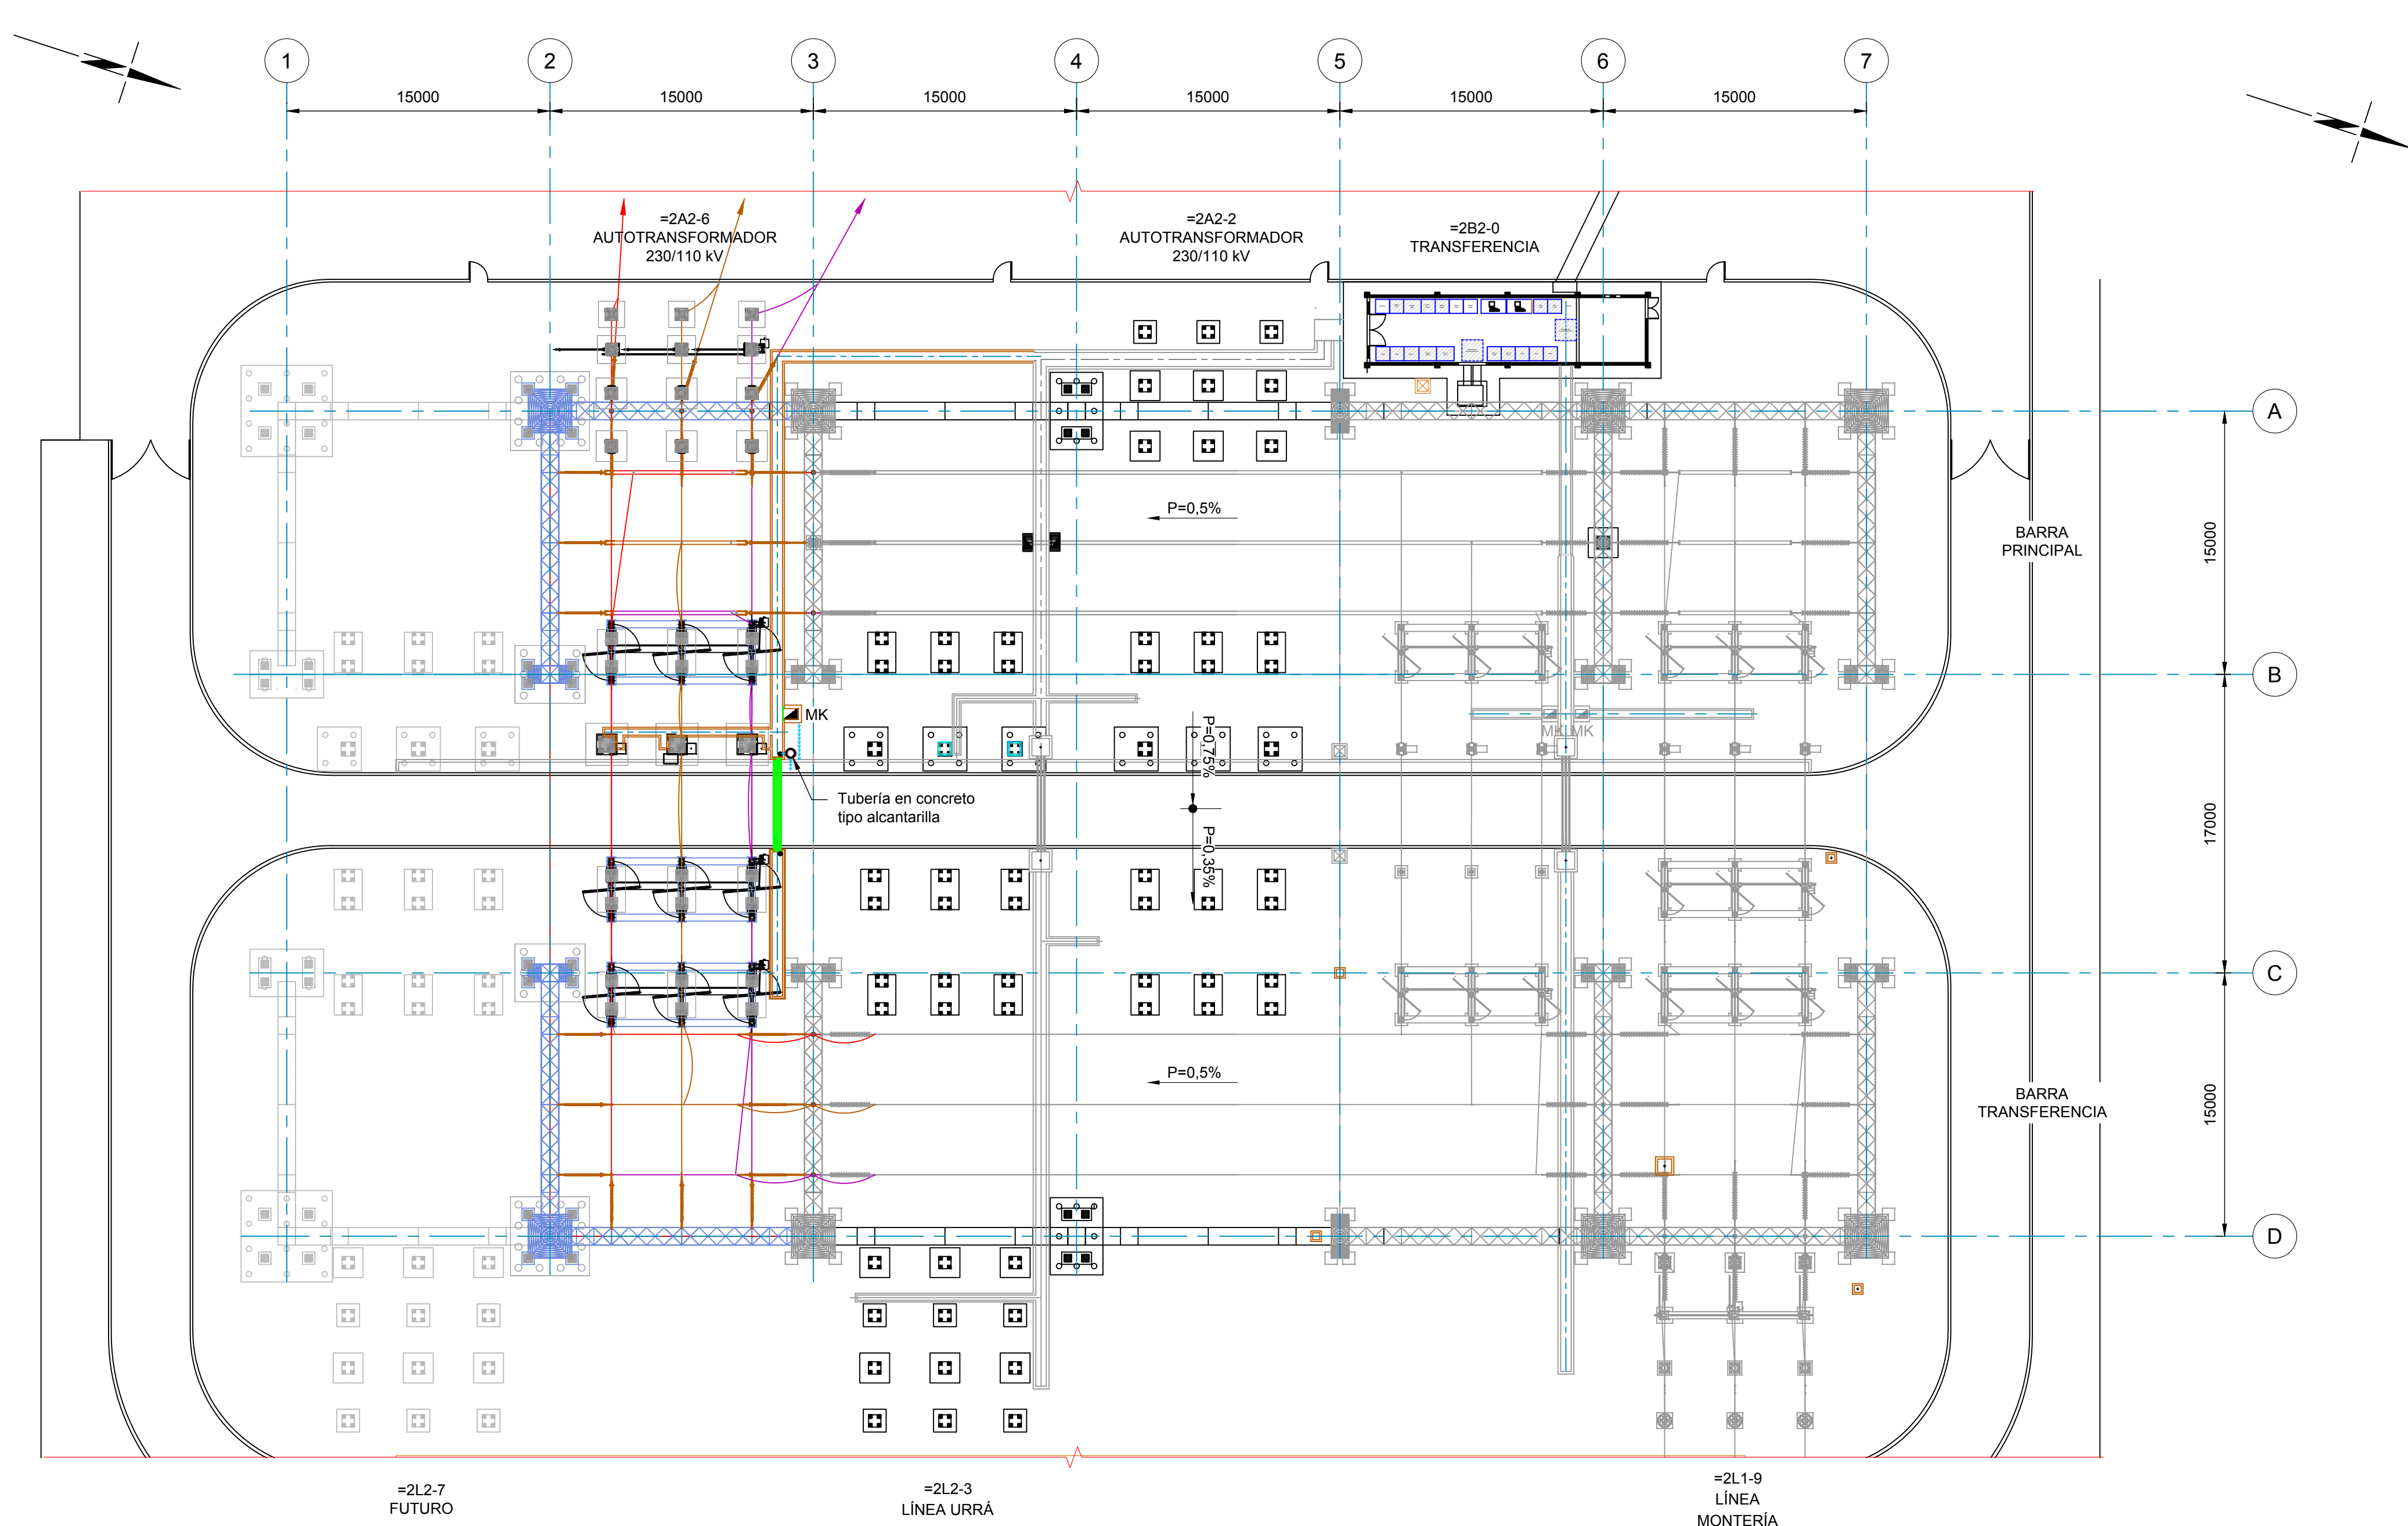 1
2
3
4
5
6
7
15000
15000
15000
15000
15000
15000
=2A2-6
AUTOTRANSFORMADOR
230/110 kV
=2A2-2
AUTOTRANSFORMADOR
230/110 kV
=2B2-0
TRANSFERENCIA
A
P=0,5%
BARRA
PRINCIPAL
15000
B
MK
MK
MK
P=0,75%
Tubería en concreto
tipo alcantarilla
17000
P=0,35%
C
P=0,5%
BARRA
TRANSFERENCIA
15000
D
=2L2-7
FUTURO
=2L2-3
LÍNEA URRÁ
=2L1-9
LÍNEA
MONTERÍA